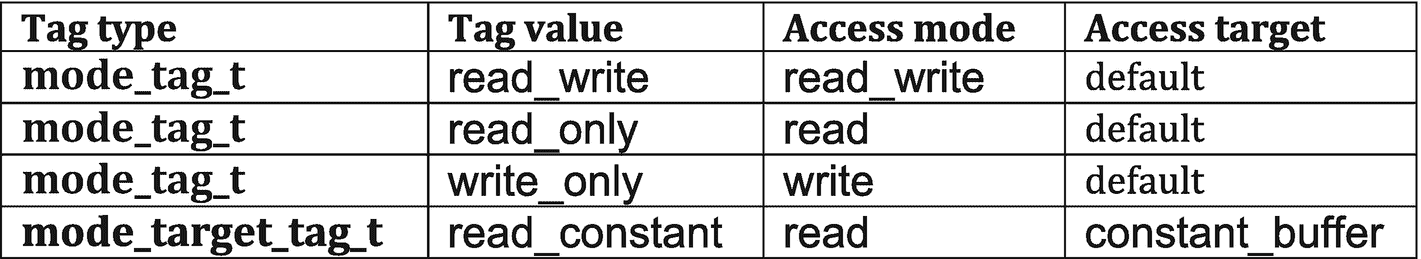 Tag type Tag value Access mode Access target
mode_tag_t read_write read_write default
mode_tag_t read_only read default
mode_tag_t write_only write default
mode_target_tag_t read_constant read constant_buffer